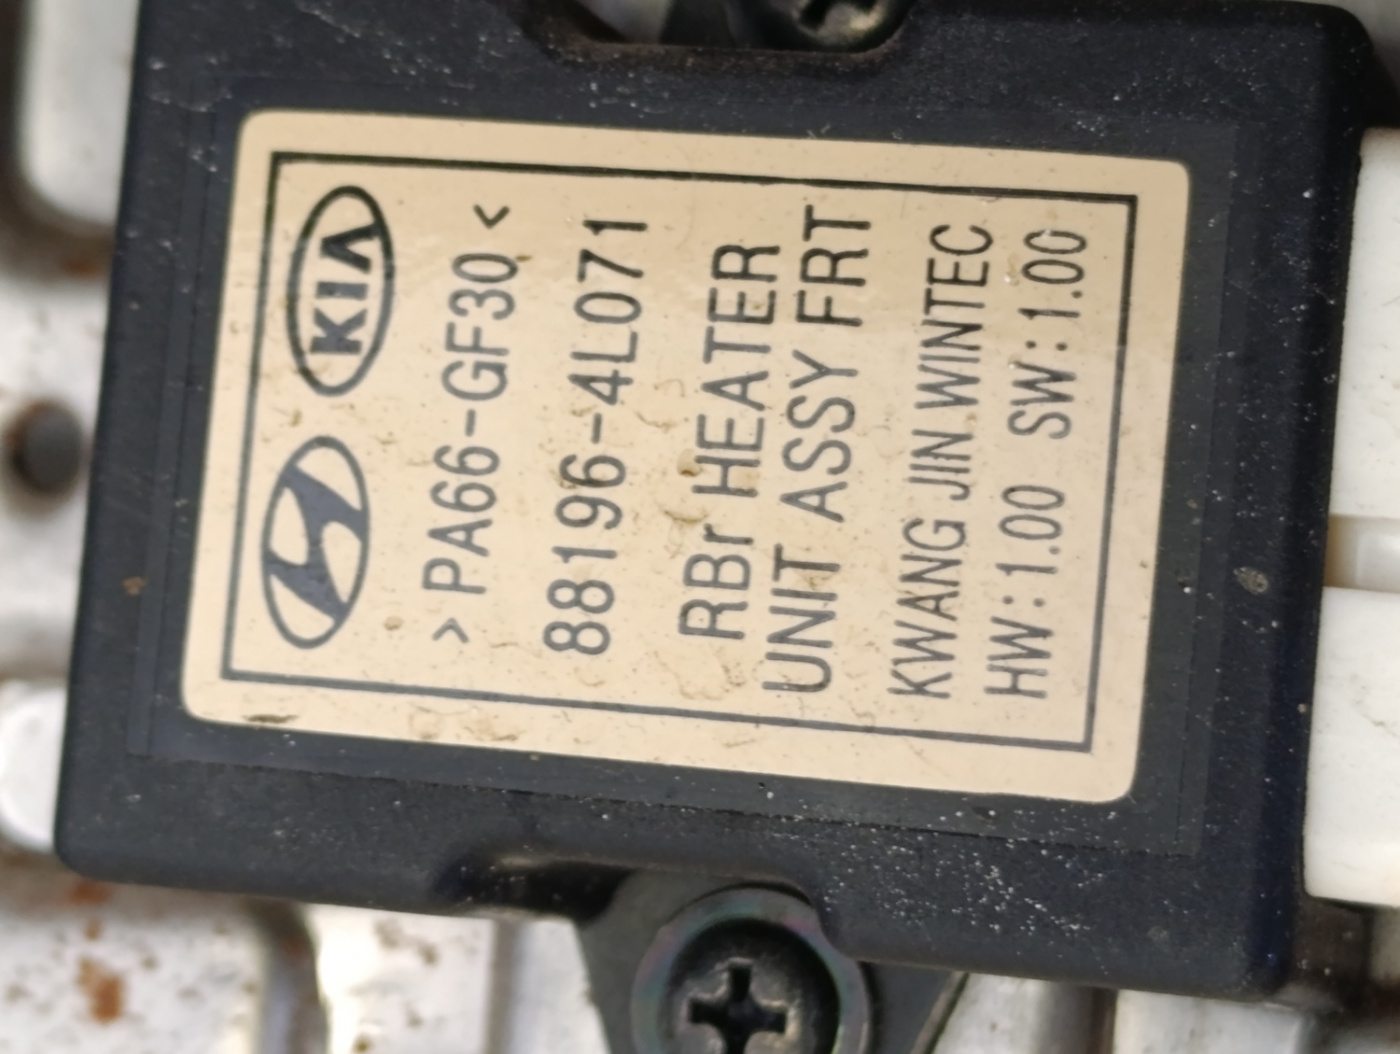 KIA
>PA66-GF30<
88196-4L071
RBr HEATER
UNIT ASSY FRT
KWANG JIN WINTEC
HW:1.00 SW:1.00